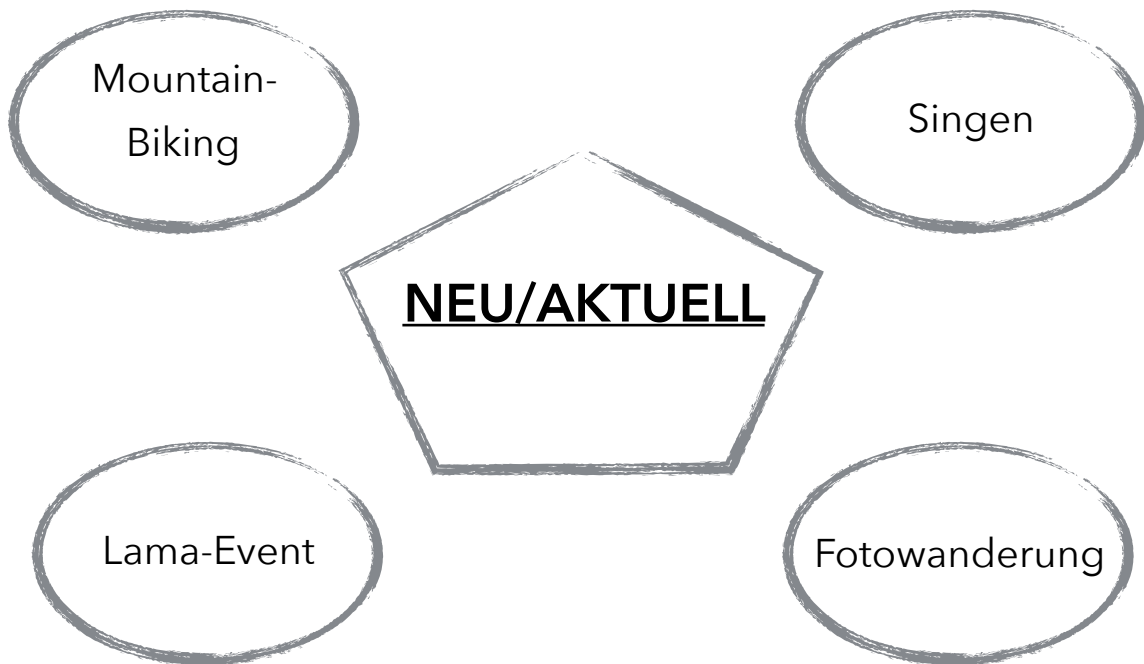 Mountain-
Biking
Singen
NEU/AKTUELL
Lama-Event
Fotowanderung